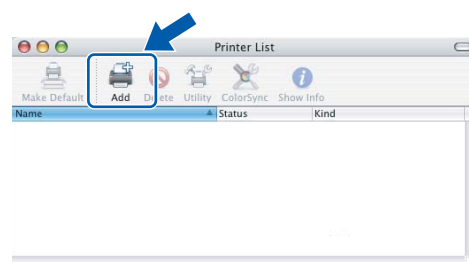 Printer List
Make Default Add Delete Utility ColorSync Show Info
Name Status Kind